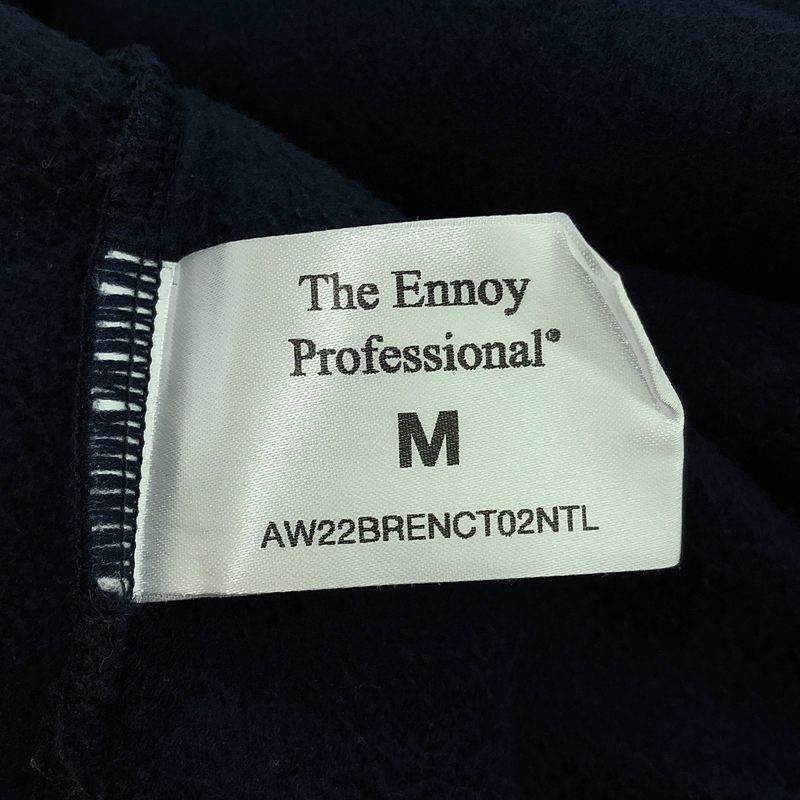 The Ennoy
Professional®
M
AW22BRENCT02NTL